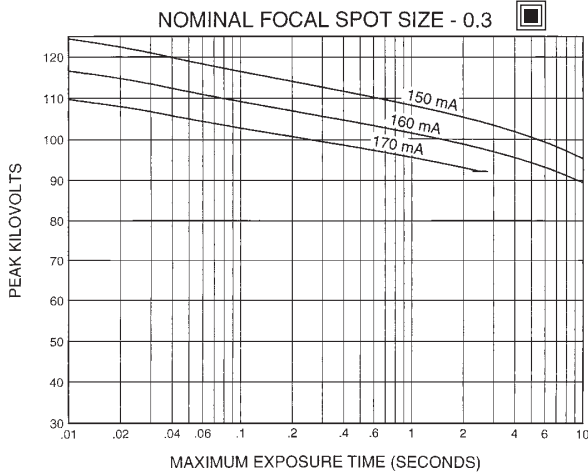 NOMINAL FOCAL SPOT SIZE - 0.3
PEAK KILOVOLTS
120
110
100
90
80
70
60
50
40
30
150 mA
160 mA
170 mA
.01 .02 .04 .06 .1 .2 .4 .6 1 2 4 6 10
MAXIMUM EXPOSURE TIME (SECONDS)